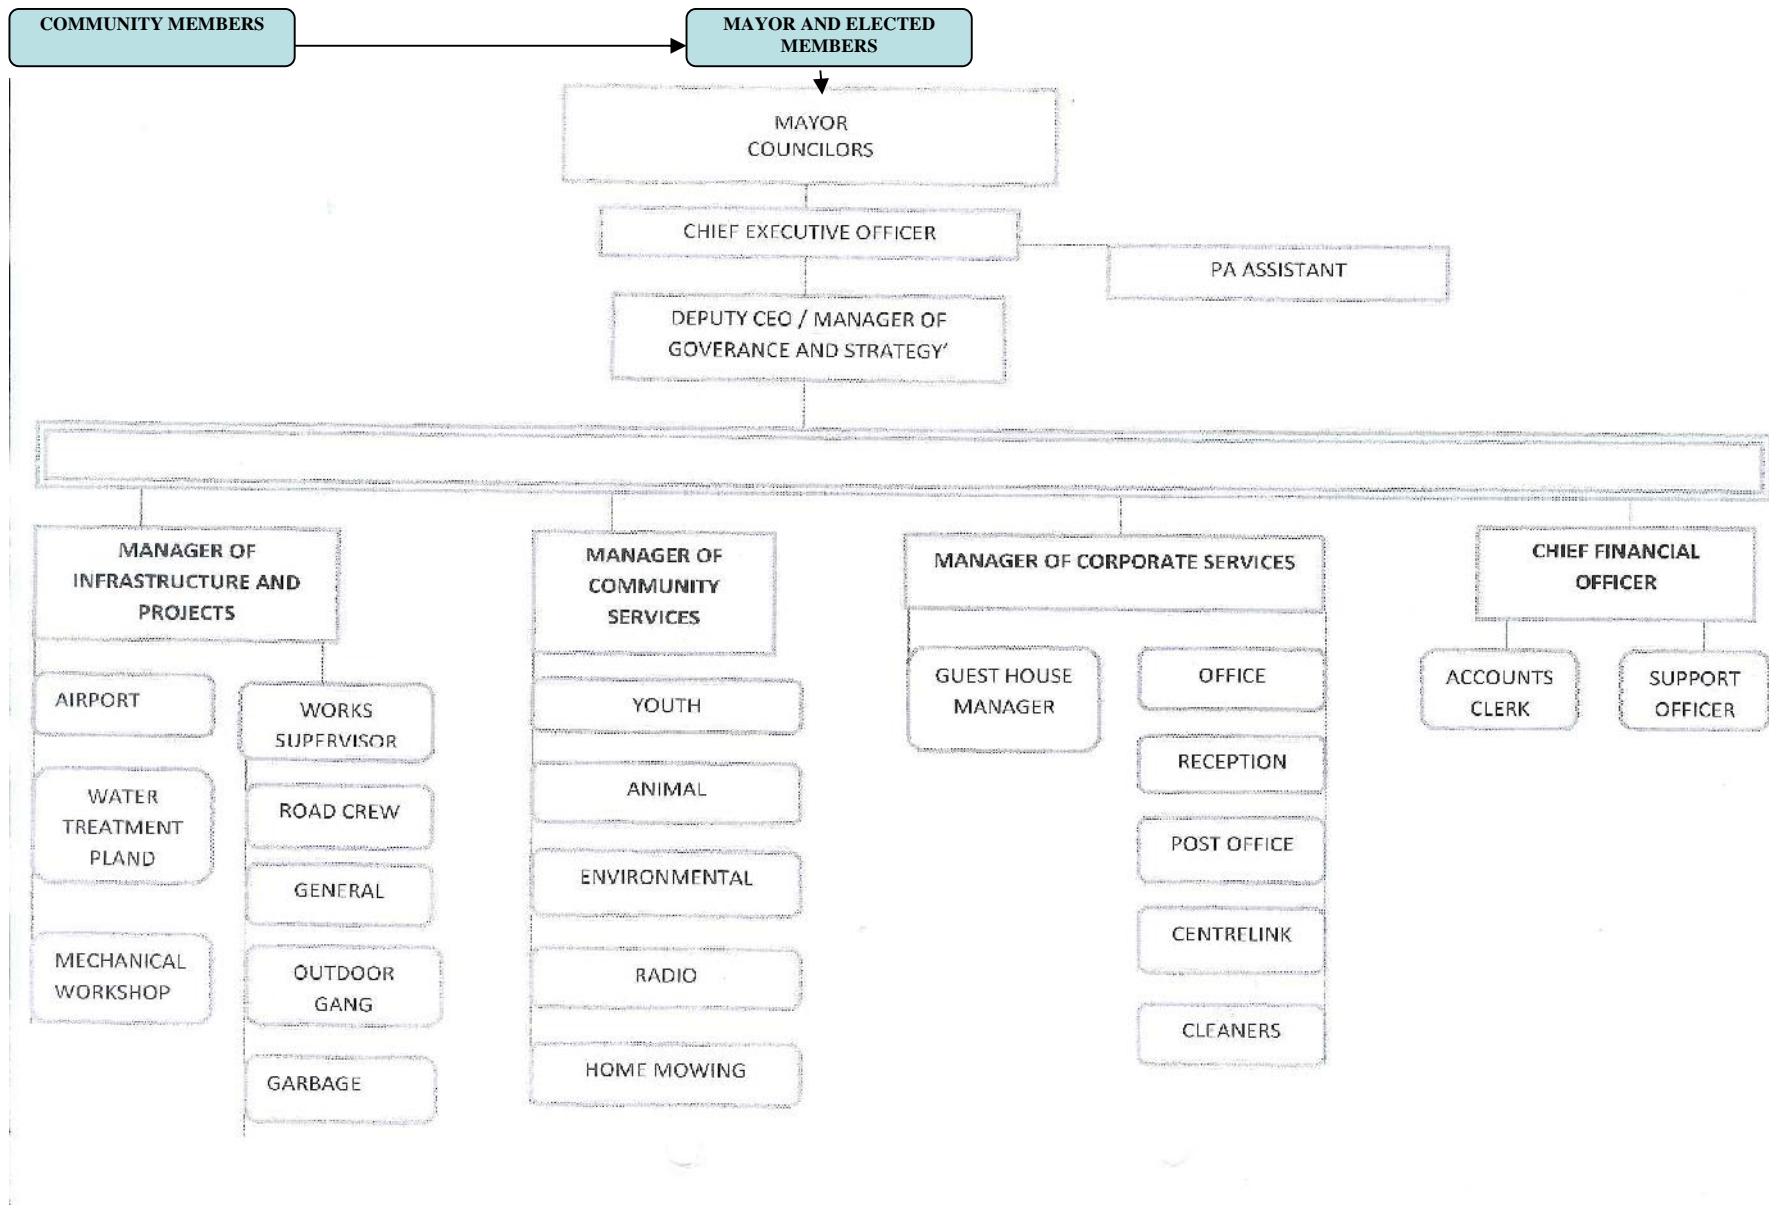 COMMUNITY MEMBERS
MAYOR AND ELECTED
MEMBERS
MAYOR
COUNCILORS
CHIEF EXECUTIVE OFFICER
PA ASSISTANT
DEPUTY CEO / MANAGER OF
GOVERANCE AND STRATEGY'
MANAGER OF
INFRASTRUCTURE AND
PROJECTS
AIRPORT
WATER
TREATMENT
PLAND
MECHANICAL
WORKSHOP
WORKS
SUPERVISOR
ROAD CREW
GENERAL
OUTDOOR
GANG
GARBAGE
MANAGER OF
COMMUNITY
SERVICES
YOUTH
ANIMAL
ENVIRONMENTAL
RADIO
HOME MOWING
MANAGER OF CORPORATE SERVICES
GUEST HOUSE
MANAGER
OFFICE
RECEPTION
POST OFFICE
CENTRELINK
CLEANERS
CHIEF FINANCIAL
OFFICER
ACCOUNTS
CLERK
SUPPORT
OFFICER